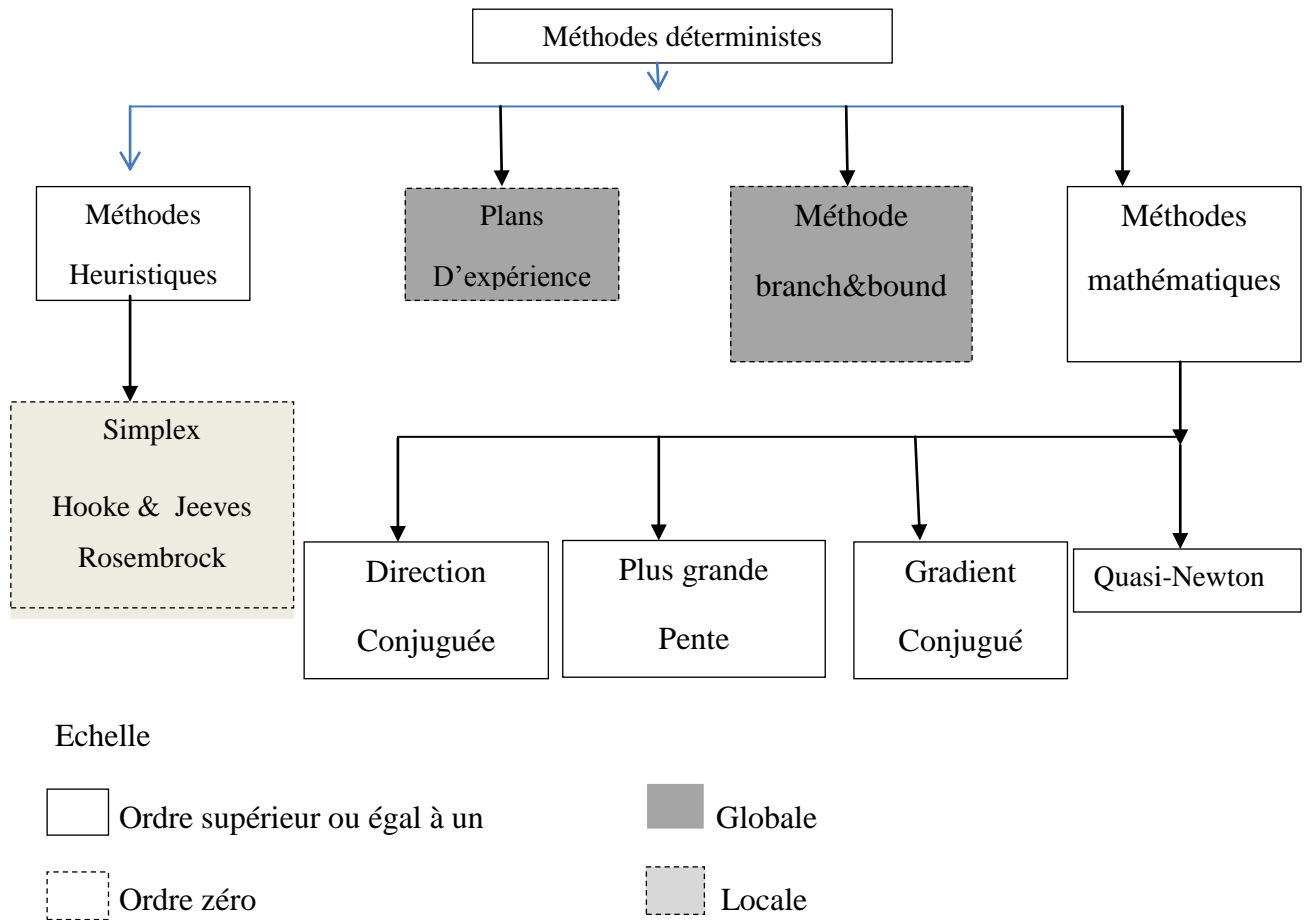 Méthodes déterministes
Méthodes
Heuristiques
Plans
D’expérience
Méthode
branch&bound
Méthodes
mathématiques
Simplex
Hooke & Jeeves
Rosembrock
Direction
Conjuguée
Plus grande
Pente
Gradient
Conjugué
Quasi-Newton
Echelle
Ordre supérieur ou égal à un
Globale
Ordre zéro
Locale